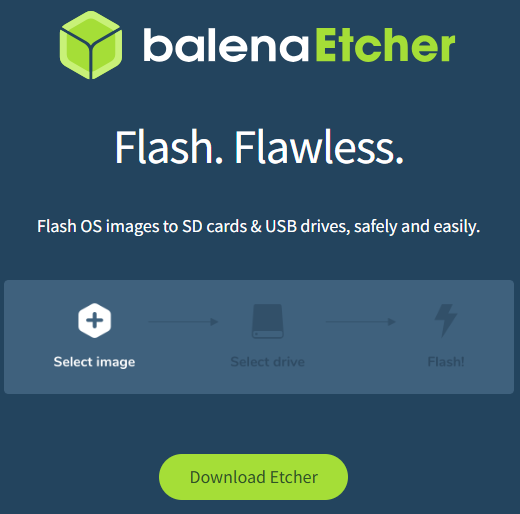 balenaEtcher
Flash. Flawless.
Flash OS images to SD cards & USB drives, safely and easily.
Select image Select drive Flash!
Download Etcher